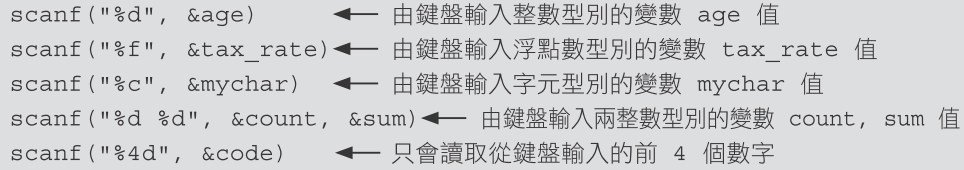 scanf("%d", &age) ← 由鍵盤輸入整數型別的變數 age 值
scanf("%f", &tax_rate) ← 由鍵盤輸入浮點數型別的變數 tax_rate 值
scanf("%c", &mychar) ← 由鍵盤輸入字元型別的變數 mychar 值
scanf("%d %d", &count, &sum) ← 由鍵盤輸入兩整數型別的變數 count, sum 值
scanf("%4d", &code) ← 只會讀取從鍵盤輸入的前 4 個數字